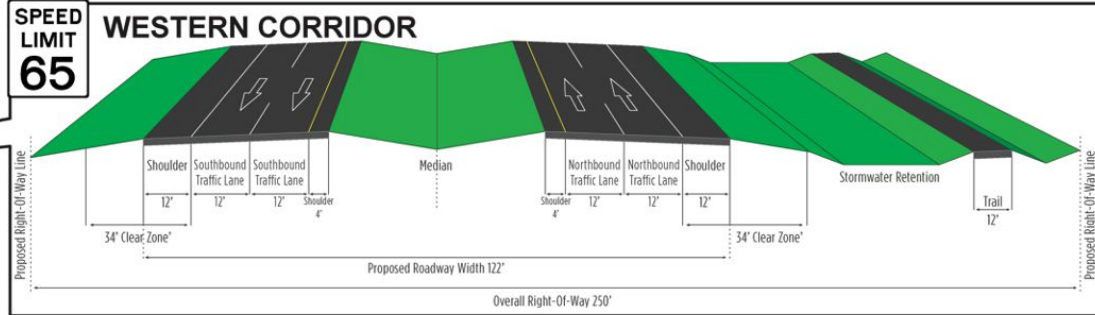 SPEED
LIMIT
65
WESTERN CORRIDOR
Proposed Right-Of-Way Line
Shoulder
12'
Southbound
Traffic Lane
12'
Southbound
Traffic Lane
12'
Shoulder
4'
Median
Shoulder
4'
Northbound
Traffic Lane
12'
Northbound
Traffic Lane
12'
Shoulder
12'
Stormwater Retention
Trail
12'
Proposed Right-Of-Way Line
34' Clear Zone'
34' Clear Zone'
Proposed Roadway Width 122'
Overall Right-Of-Way 250'